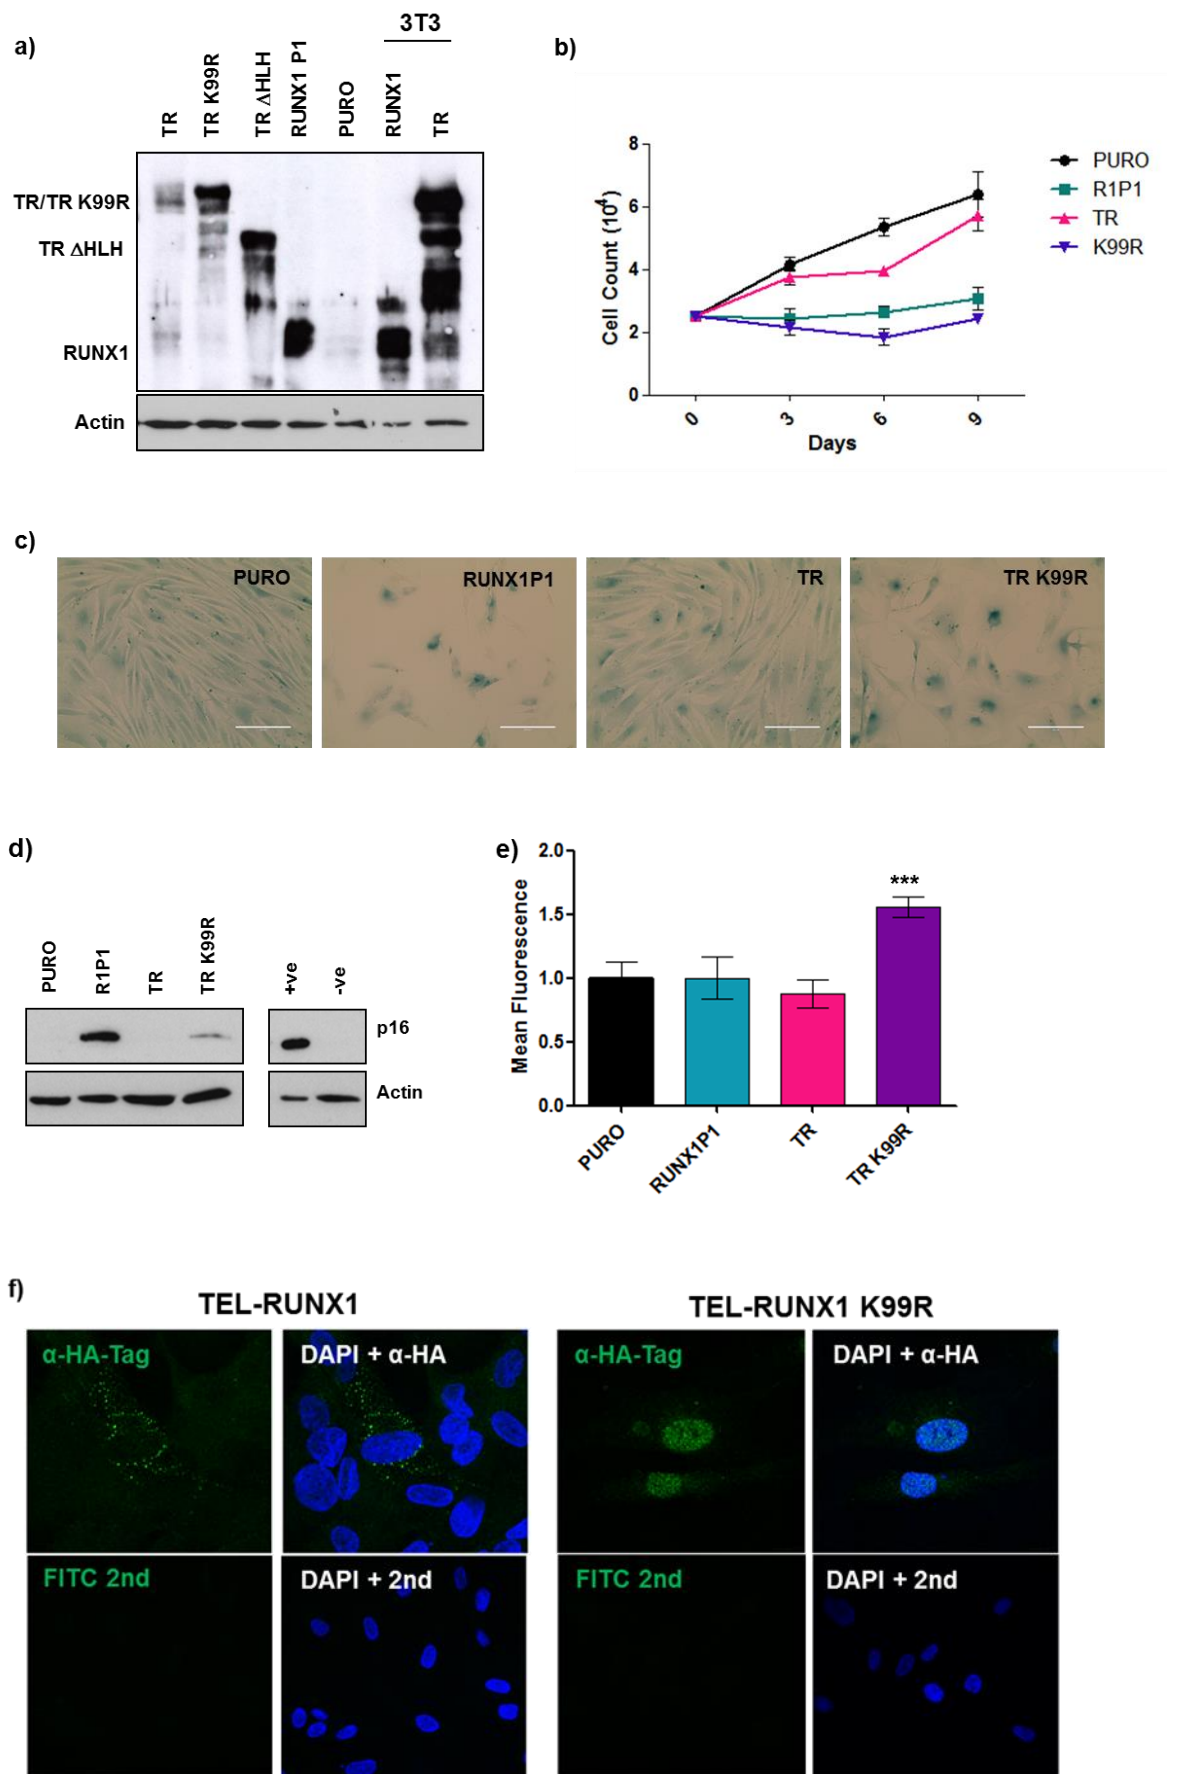 a)
3T3
TR
TR K99R
TR ΔHLH
RUNX1 P1
PURO
RUNX1
TR
TR/TR K99R
TR ΔHLH
RUNX1
Actin
b)
8
6
4
2
0
Cell Count (10⁴)
0
3
6
9
Days
PURO
R1P1
TR
K99R
c)
PURO
RUNX1P1
TR
TR K99R
d)
PURO
R1P1
TR
TR K99R
+ve
-ve
p16
Actin
e)
2.0
1.5
1.0
0.5
0.0
Mean Fluorescence
***
PURO
RUNX1P1
TR
TR K99R
f)
TEL-RUNX1
TEL-RUNX1 K99R
α-HA-Tag
DAPI + α-HA
α-HA-Tag
DAPI + α-HA
FITC 2nd
DAPI + 2nd
FITC 2nd
DAPI + 2nd